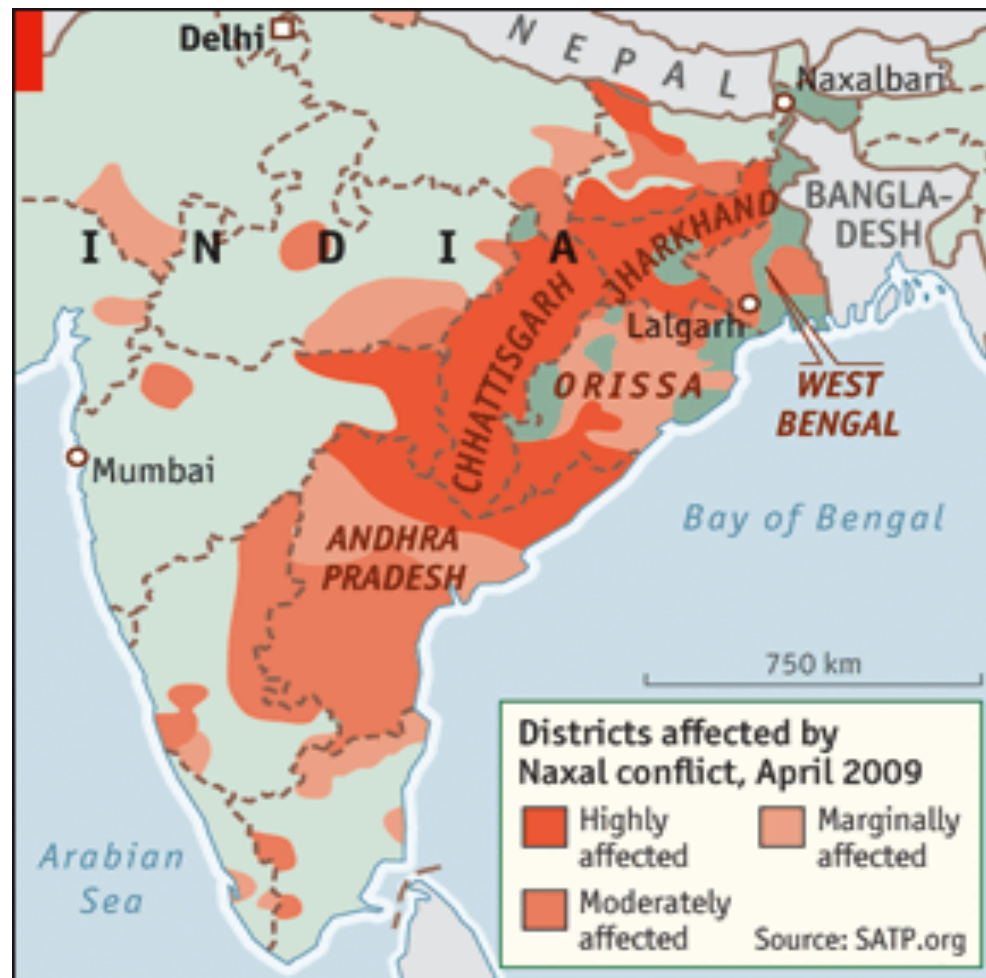 Delhi
NEPAL
Naxalbari
BANGLA-
DESH
INDIA
JHARKHAND
CHHATTISGARH
Lalgarh
ORISSA
WEST
BENGAL
Mumbai
Bay of Bengal
ANDHRA
PRADESH
750 km
Arabian
Sea
Districts affected by
Naxal conflict, April 2009
Highly
affected
Marginally
affected
Moderately
affected
Source: SATP.org